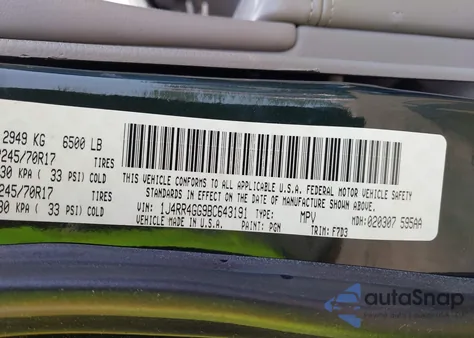 2949 KG 6500 LB
245/70R17 TIRES
30 KPA ( 33 PSI) COLD
245/70R17 TIRES
30 KPA ( 33 PSI) COLD
THIS VEHICLE CONFORMS TO ALL APPLICABLE U.S.A. FEDERAL MOTOR VEHICLE SAFETY
STANDARDS IN EFFECT ON THE DATE OF MANUFACTURE SHOWN ABOVE.
VIN: 1J4RR4GG9BC643191 TYPE: MPV MDH: 020307 595AA
VEHICLE MADE IN U.S.A. PAINT: PGN TRIM: F7D3
autoSnap